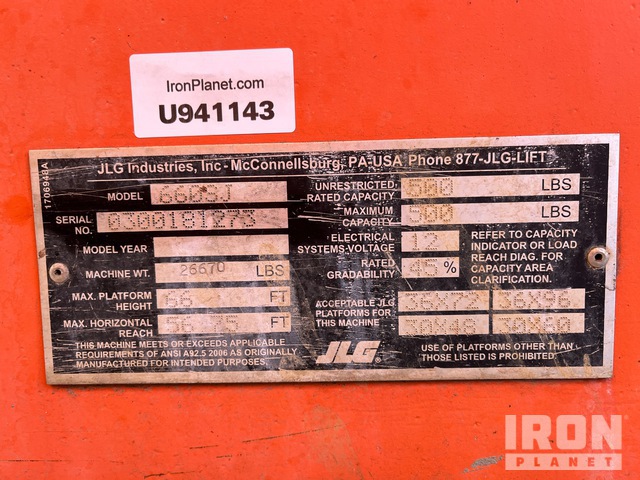 IronPlanet.com
U941143
1706948A
JLG Industries, Inc - McConnellsburg, PA-USA Phone 877-JLG-LIFT
MODEL 660SJ
SERIAL NO. 0300181273
MODEL YEAR
MACHINE WT. 26670 LBS
MAX. PLATFORM HEIGHT 66 FT
MAX. HORIZONTAL REACH 56 FT
THIS MACHINE MEETS OR EXCEEDS APPLICABLE
REQUIREMENTS OF ANSI A92.5 2006 AS ORIGINALLY
MANUFACTURED FOR INTENDED PURPOSES.
UNRESTRICTED RATED CAPACITY 500 LBS
MAXIMUM CAPACITY 500 LBS
ELECTRICAL SYSTEMS VOLTAGE 12
RATED GRADABILITY 45 %
REFER TO CAPACITY
INDICATOR OR LOAD
REACH DIAG. FOR
CAPACITY AREA
CLARIFICATION.
ACCEPTABLE JLG
PLATFORMS FOR
THIS MACHINE
36X72 36X96
30X48
JLG
USE OF PLATFORMS OTHER THAN
THOSE LISTED IS PROHIBITED.
IRON
PLANET